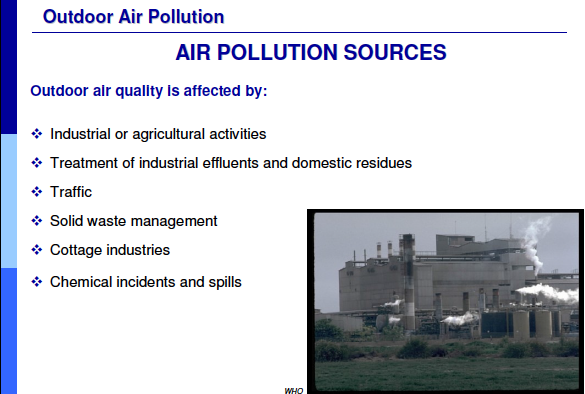 Outdoor Air Pollution
AIR POLLUTION SOURCES
Outdoor air quality is affected by:
❖ Industrial or agricultural activities
❖ Treatment of industrial effluents and domestic residues
❖ Traffic
❖ Solid waste management
❖ Cottage industries
❖ Chemical incidents and spills
WHO